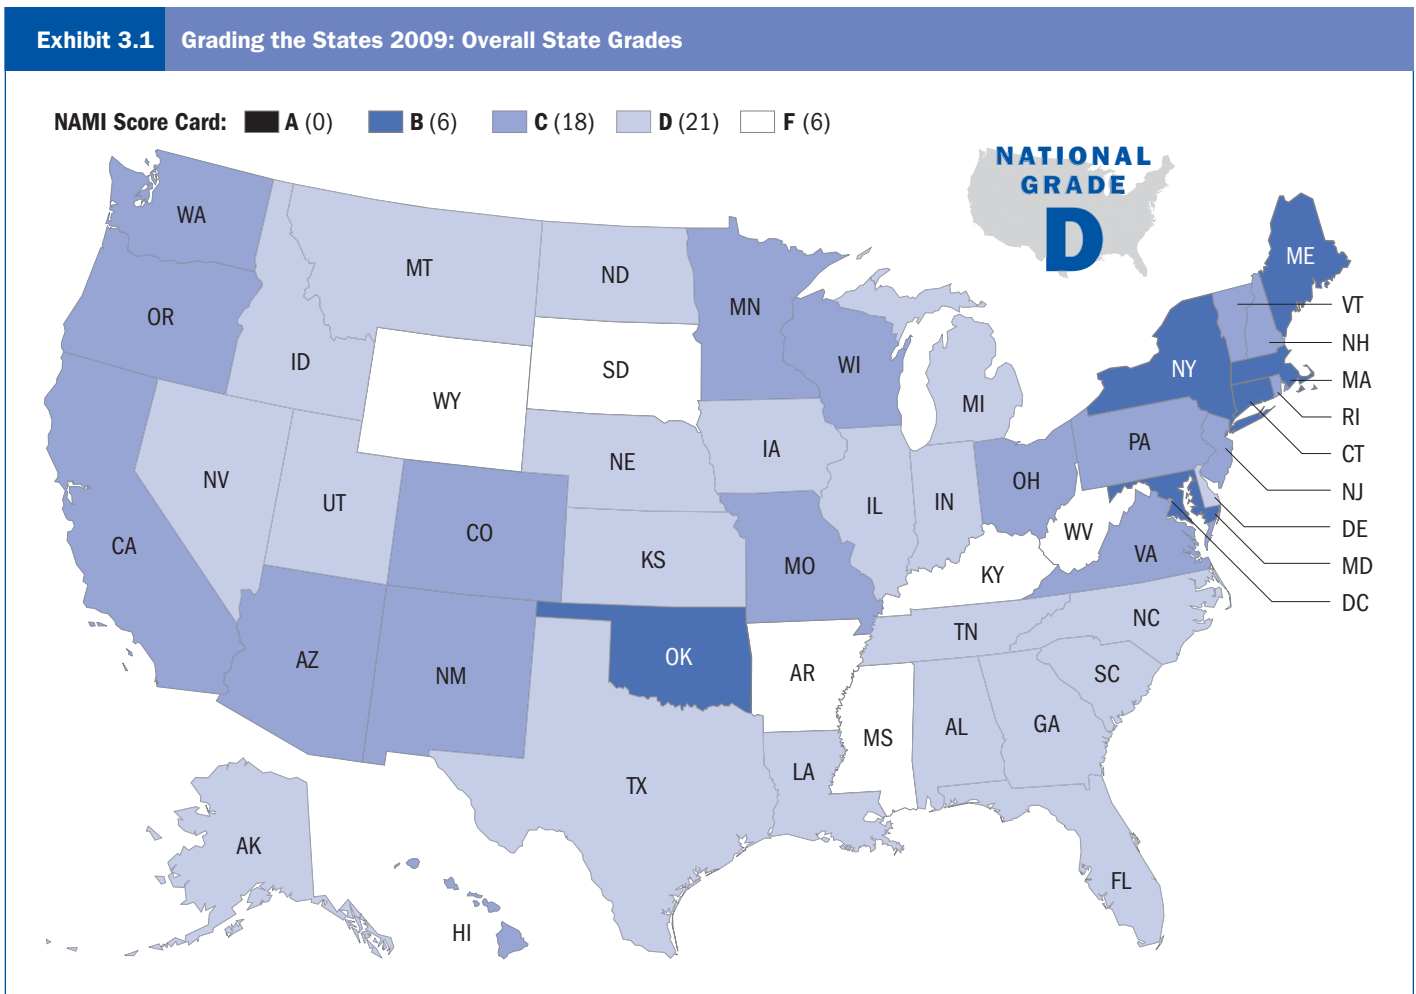 Exhibit 3.1 Grading the States 2009: Overall State Grades
NAMI Score Card: A (0) B (6) C (18) D (21) F (6)
NATIONAL
GRADE
D
WA
MT
ND
MN
ME
VT
OR
ID
WY
SD
WI
MI
NY
NH
MA
RI
CT
NJ
DE
MD
DC
NV
UT
CO
NE
IA
IL
IN
OH
PA
WV
VA
CA
KS
MO
KY
AZ
NM
OK
AR
TN
NC
SC
TX
LA
MS
AL
GA
FL
AK
HI